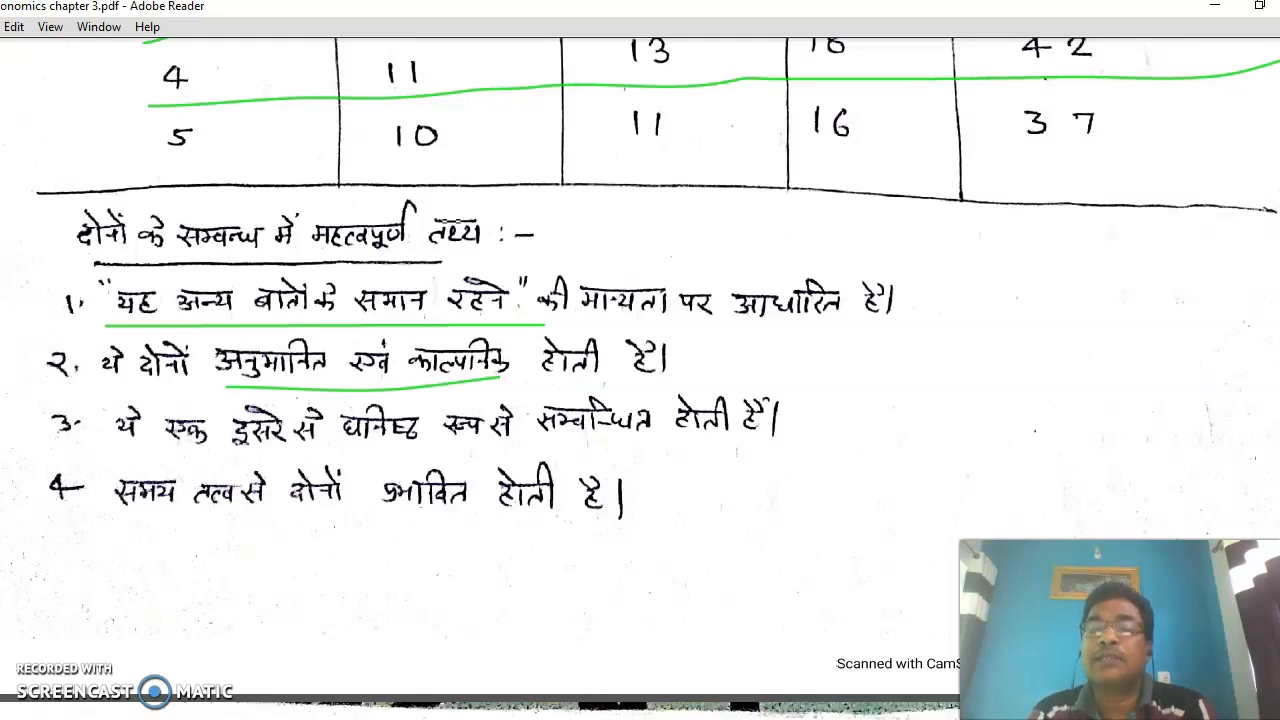 onomics chapter 3.pdf - Adobe Reader
Edit View Window Help
4 11 13 18 42
5 10 11 16 37
दोनों के सम्बन्ध में महत्वपूर्ण तथ्य :-
1. "यह अन्य बातों के समान रहने" की मान्यता पर आधारित है।
2. ये दोनों अनुमानित एवं काल्पनिक होती है।
3. ये एक दूसरे से घनिष्ठ रूप से सम्बन्धित होती हैं।
4 समय तत्व से दोनों प्रभावित होती है।
Scanned with CamS
RECORDED WITH
SCREENCAST MATIC